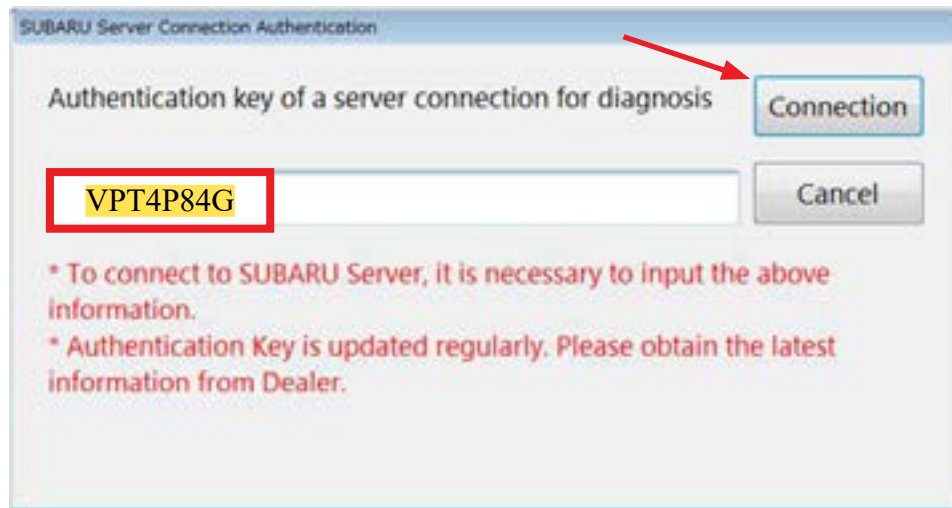 SUBARU Server Connection Authentication
Authentication key of a server connection for diagnosis
Connection
VPT4P84G
Cancel
* To connect to SUBARU Server, it is necessary to input the above
information.
* Authentication Key is updated regularly. Please obtain the latest
information from Dealer.